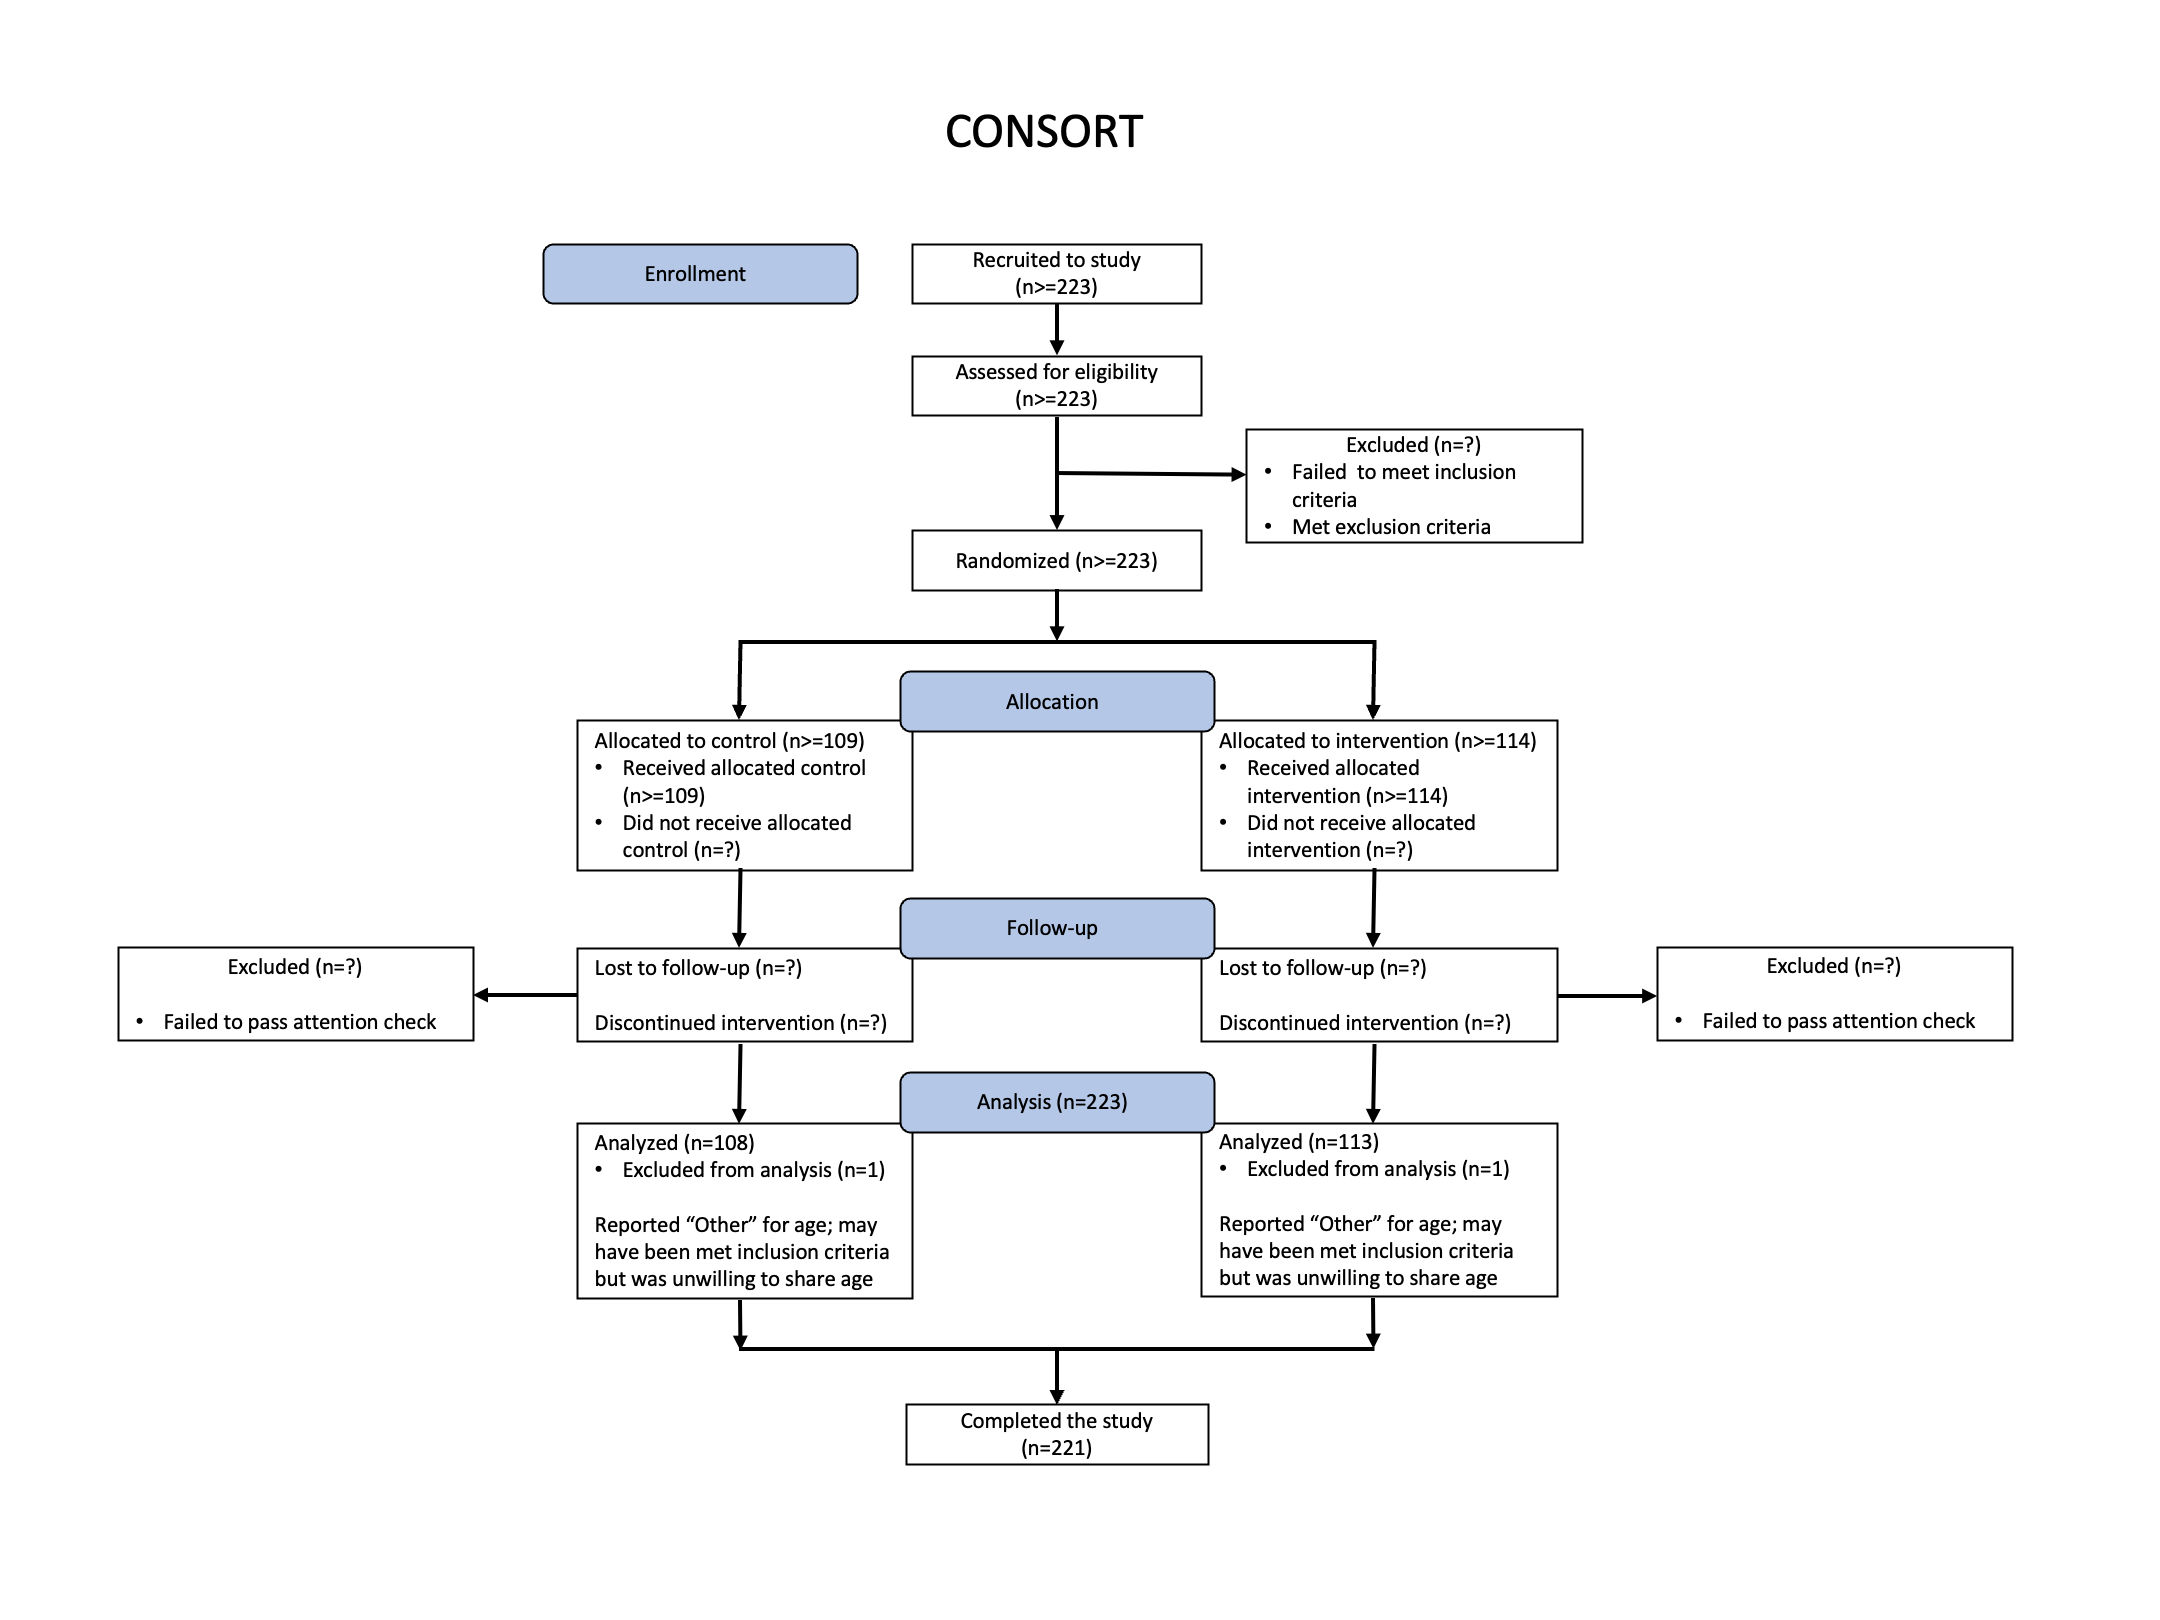 CONSORT
Enrollment
Recruited to study
(n>=223)
Assessed for eligibility
(n>=223)
Excluded (n=?)
• Failed  to meet inclusion
criteria
• Met exclusion criteria
Randomized (n>=223)
Allocation
Allocated to control (n>=109)
• Received allocated control
(n>=109)
• Did not receive allocated
control (n=?)
Allocated to intervention (n>=114)
• Received allocated
intervention (n>=114)
• Did not receive allocated
intervention (n=?)
Follow-up
Excluded (n=?)
• Failed to pass attention check
Lost to follow-up (n=?)
Discontinued intervention (n=?)
Lost to follow-up (n=?)
Discontinued intervention (n=?)
Excluded (n=?)
• Failed to pass attention check
Analysis (n=223)
Analyzed (n=108)
• Excluded from analysis (n=1)
Reported “Other” for age; may
have been met inclusion criteria
but was unwilling to share age
Analyzed (n=113)
• Excluded from analysis (n=1)
Reported “Other” for age; may
have been met inclusion criteria
but was unwilling to share age
Completed the study
(n=221)